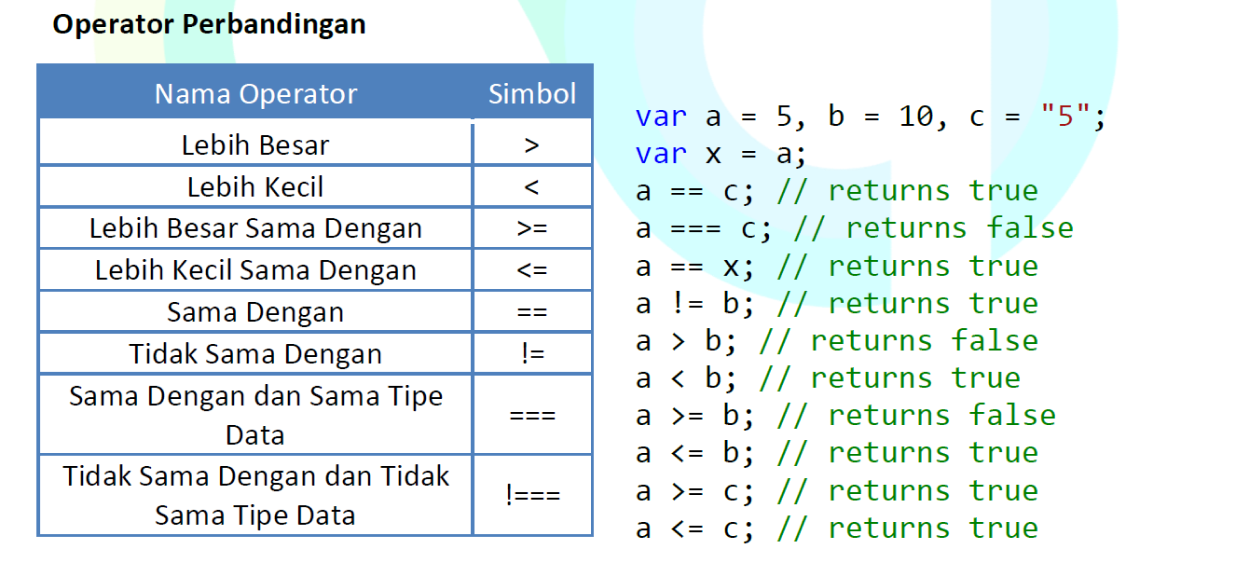 Operator Perbandingan
Nama Operator Simbol
Lebih Besar >
Lebih Kecil <
Lebih Besar Sama Dengan >=
Lebih Kecil Sama Dengan <=
Sama Dengan ==
Tidak Sama Dengan !=
Sama Dengan dan Sama Tipe
Data ===
Tidak Sama Dengan dan Tidak
Sama Tipe Data !===
var a = 5, b = 10, c = "5";
var x = a;
a == c; // returns true
a === c; // returns false
a == x; // returns true
a != b; // returns true
a > b; // returns false
a < b; // returns true
a >= b; // returns false
a <= b; // returns true
a >= c; // returns true
a <= c; // returns true